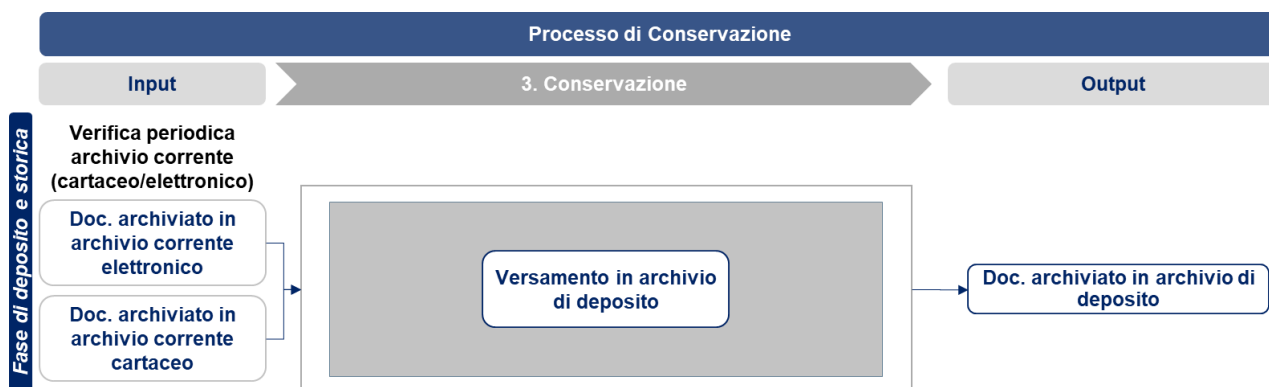 Processo di Conservazione
Input
3. Conservazione
Output
Fase di deposito e storica
Verifica periodica
archivio corrente
(cartaceo/elettronico)
Doc. archiviato in
archivio corrente
elettronico
Doc. archiviato in
archivio corrente
cartaceo
Versamento in archivio
di deposito
Doc. archiviato in archivio di
deposito